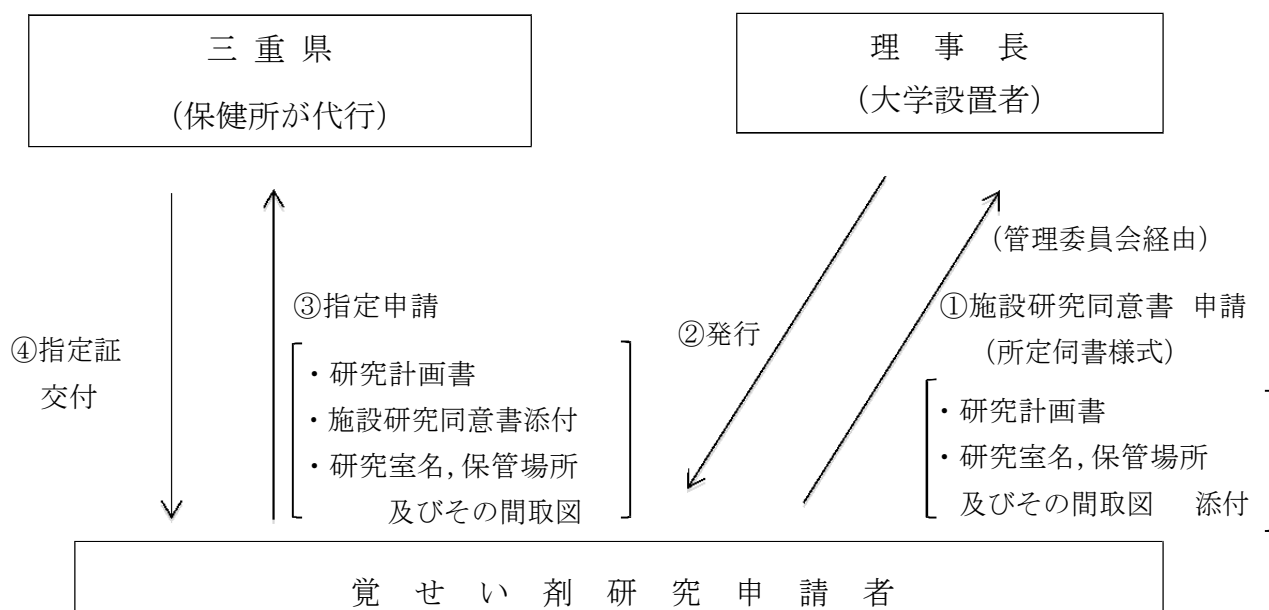 三重県
(保健所が代行)
理事長
(大学設置者)
(管理委員会経由)
①施設研究同意書 申請
(所定伺書様式)
・研究計画書
・研究室名,保管場所
及びその間取図 添付
②発行
③指定申請
・研究計画書
・施設研究同意書添付
・研究室名,保管場所
及びその間取図
④指定証
交付
覚せい剤研究申請者